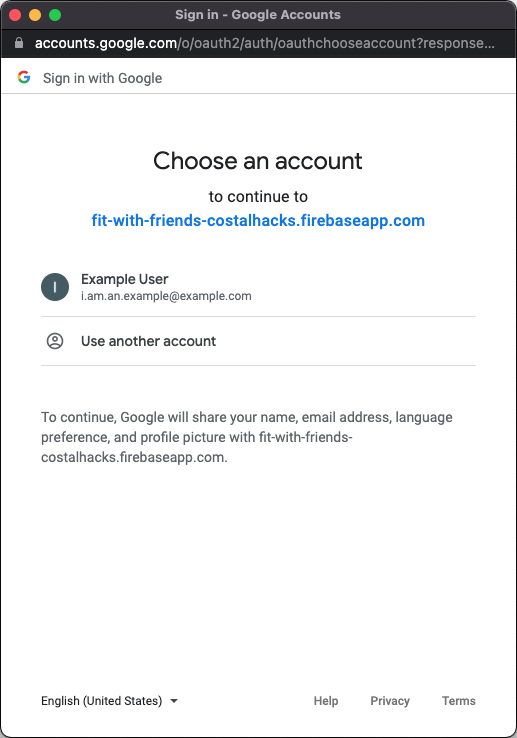 Sign in - Google Accounts
accounts.google.com/o/oauth2/auth/oauthchooseaccount?response...
Sign in with Google
Choose an account
to continue to
fit-with-friends-costalhacks.firebaseapp.com
I
Example User
i.am.an.example@example.com
Use another account
To continue, Google will share your name, email address, language
preference, and profile picture with fit-with-friends-
costalhacks.firebaseapp.com.
English (United States) Help Privacy Terms